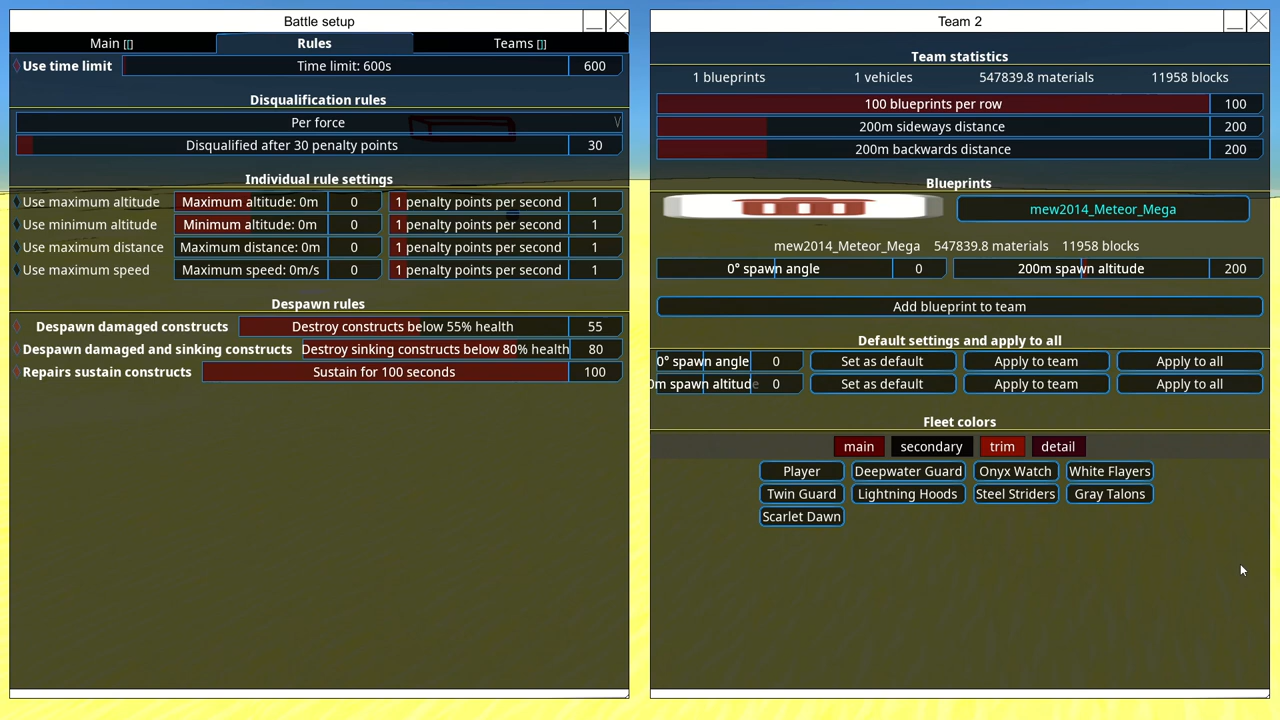 Battle setup
Main [[]
Rules
Teams []]
Use time limit
Time limit: 600s
600
Disqualification rules
Per force
V
Disqualified after 30 penalty points
30
Individual rule settings
Use maximum altitude
Maximum altitude: 0m
0
1 penalty points per second
1
Use minimum altitude
Minimum altitude: 0m
0
1 penalty points per second
1
Use maximum distance
Maximum distance: 0m
0
1 penalty points per second
1
Use maximum speed
Maximum speed: 0m/s
0
1 penalty points per second
1
Despawn rules
Despawn damaged constructs
Destroy constructs below 55% health
55
Despawn damaged and sinking constructs
Destroy sinking constructs below 80% health
80
Repairs sustain constructs
Sustain for 100 seconds
100
Team 2
Team statistics
1 blueprints
1 vehicles
547839.8 materials
11958 blocks
100 blueprints per row
100
200m sideways distance
200
200m backwards distance
200
Blueprints
mew2014_Meteor_Mega
mew2014_Meteor_Mega
547839.8 materials
11958 blocks
0° spawn angle
0
200m spawn altitude
200
Add blueprint to team
Default settings and apply to all
0° spawn angle
0
Set as default
Apply to team
Apply to all
0m spawn altitude
0
Set as default
Apply to team
Apply to all
Fleet colors
main
secondary
trim
detail
Player
Deepwater Guard
Onyx Watch
White Flayers
Twin Guard
Lightning Hoods
Steel Striders
Gray Talons
Scarlet Dawn